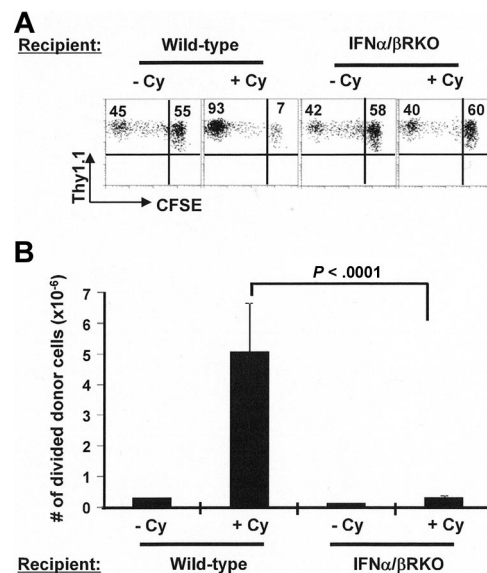 A
Recipient: Wild-type IFNα/βRKO
- Cy + Cy - Cy + Cy
45 55 93 7 42 58 40 60
Thy1.1
CFSE
B
P < .0001
# of divided donor cells (x10-6)
7
6
5
4
3
2
1
0
- Cy + Cy - Cy + Cy
Recipient: Wild-type IFNα/βRKO